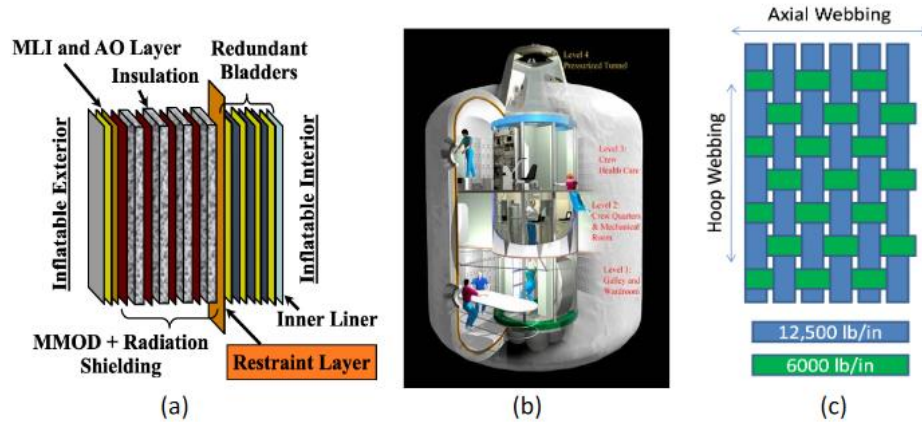 MLI and AO Layer
Insulation
Redundant
Bladders
Inflatable Exterior
Inflatable Interior
Inner Liner
MMOD + Radiation
Shielding
Restraint Layer
(a)
Level 4
Pressurized Tunnel
Level 3:
Crew
Health Care
Level 2:
Crew Quarters
& Mechanical
Room
Level 1:
Galley and
Wardroom
(b)
Axial Webbing
Hoop Webbing
12,500 lb/in
6000 lb/in
(c)